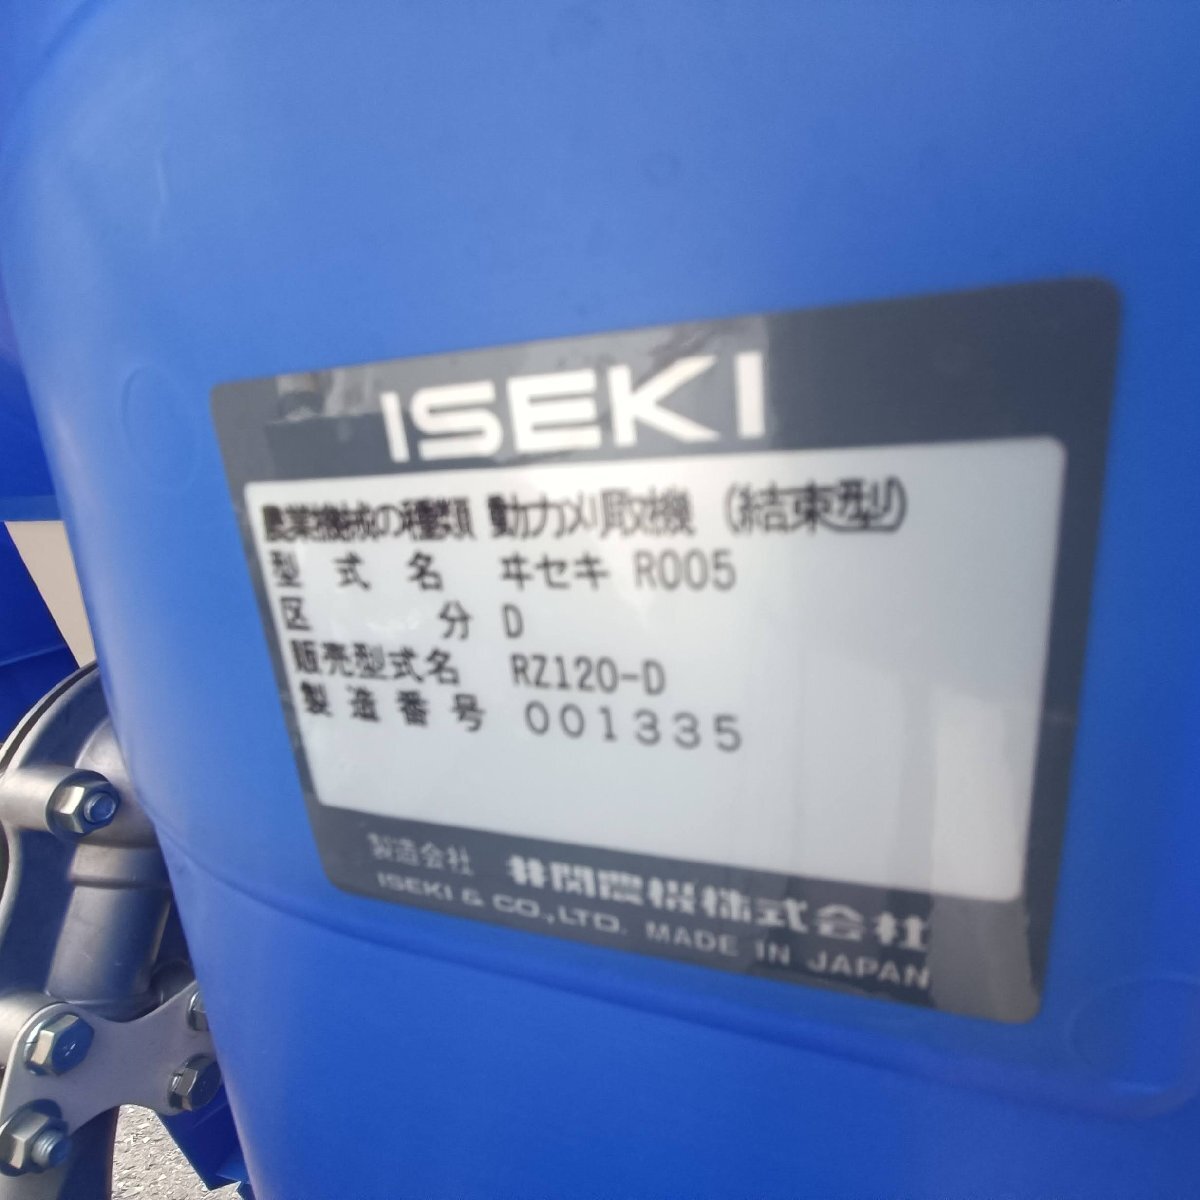 ISEKI
農業機械の種類 動力刈取機 (結束型)
型式名 ヰセキ R005
区分 D
販売型式名 RZ120-D
製造番号 001335
製造会社 井関農機株式会社
ISEKI & CO.,LTD. MADE IN JAPAN